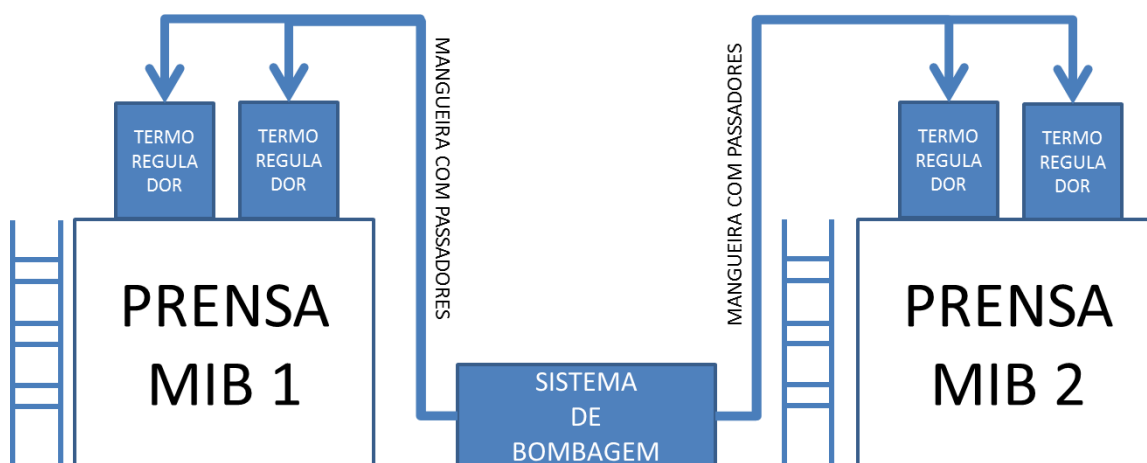 TERMO
REGULA
DOR
TERMO
REGULA
DOR
MANGUEIRA COM PASSADORES
PRENSA
MIB 1
SISTEMA
DE
BOMBAGEM
MANGUEIRA COM PASSADORES
TERMO
REGULA
DOR
TERMO
REGULA
DOR
PRENSA
MIB 2